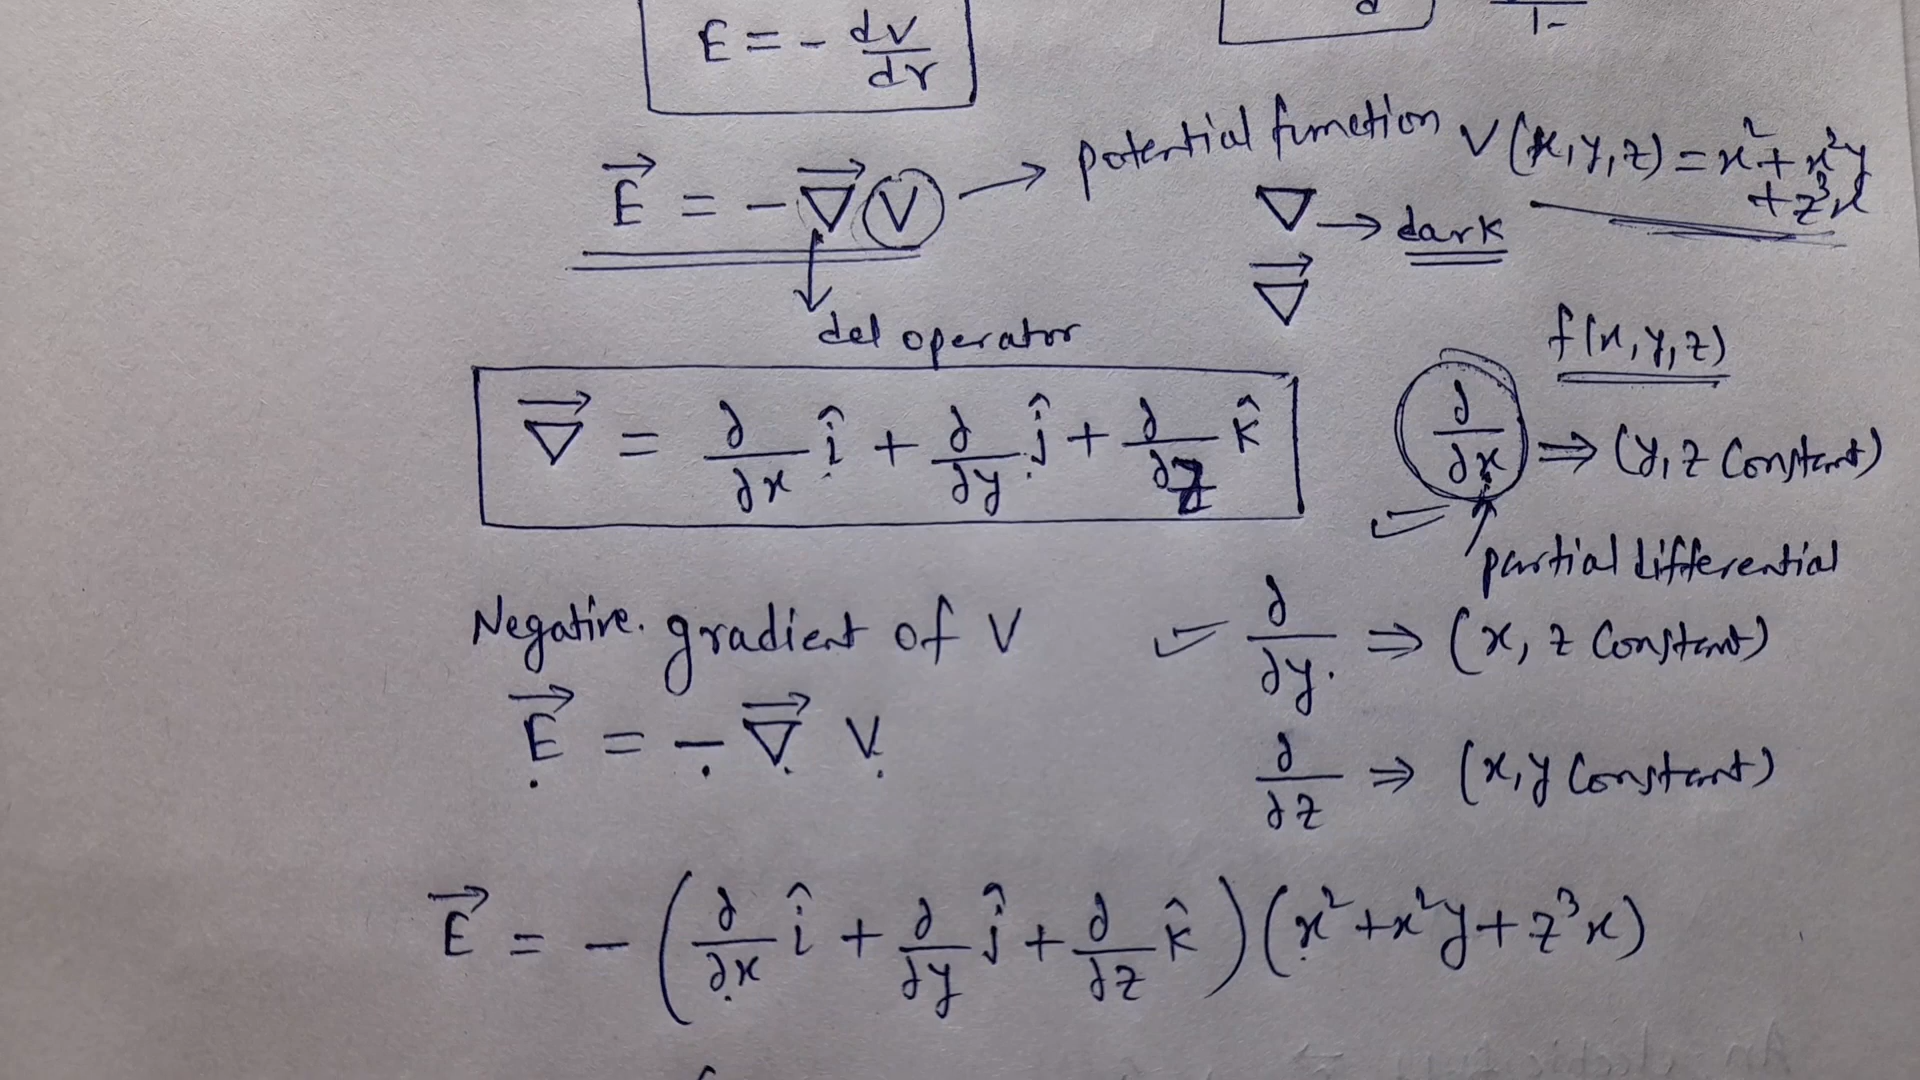 E = - dV/dr
d
1-
E⃗ = -∇⃗ V → potential function V(x,y,z) = x² + x²y
+ z³x
∇ → dark
∇⃗
del operator
f(x,y,z)
∇⃗ = ∂/∂x î + ∂/∂y ĵ + ∂/∂z k̂
∂/∂x ⇒ (y,z Constant)
partial differential
Negative. gradient of V
∂/∂y. ⇒ (x, z Constant)
E⃗ = -∇⃗ V
∂/∂z ⇒ (x,y Constant)
E⃗ = -(∂/∂x î + ∂/∂y ĵ + ∂/∂z k̂)(x² + x²y + z³x)